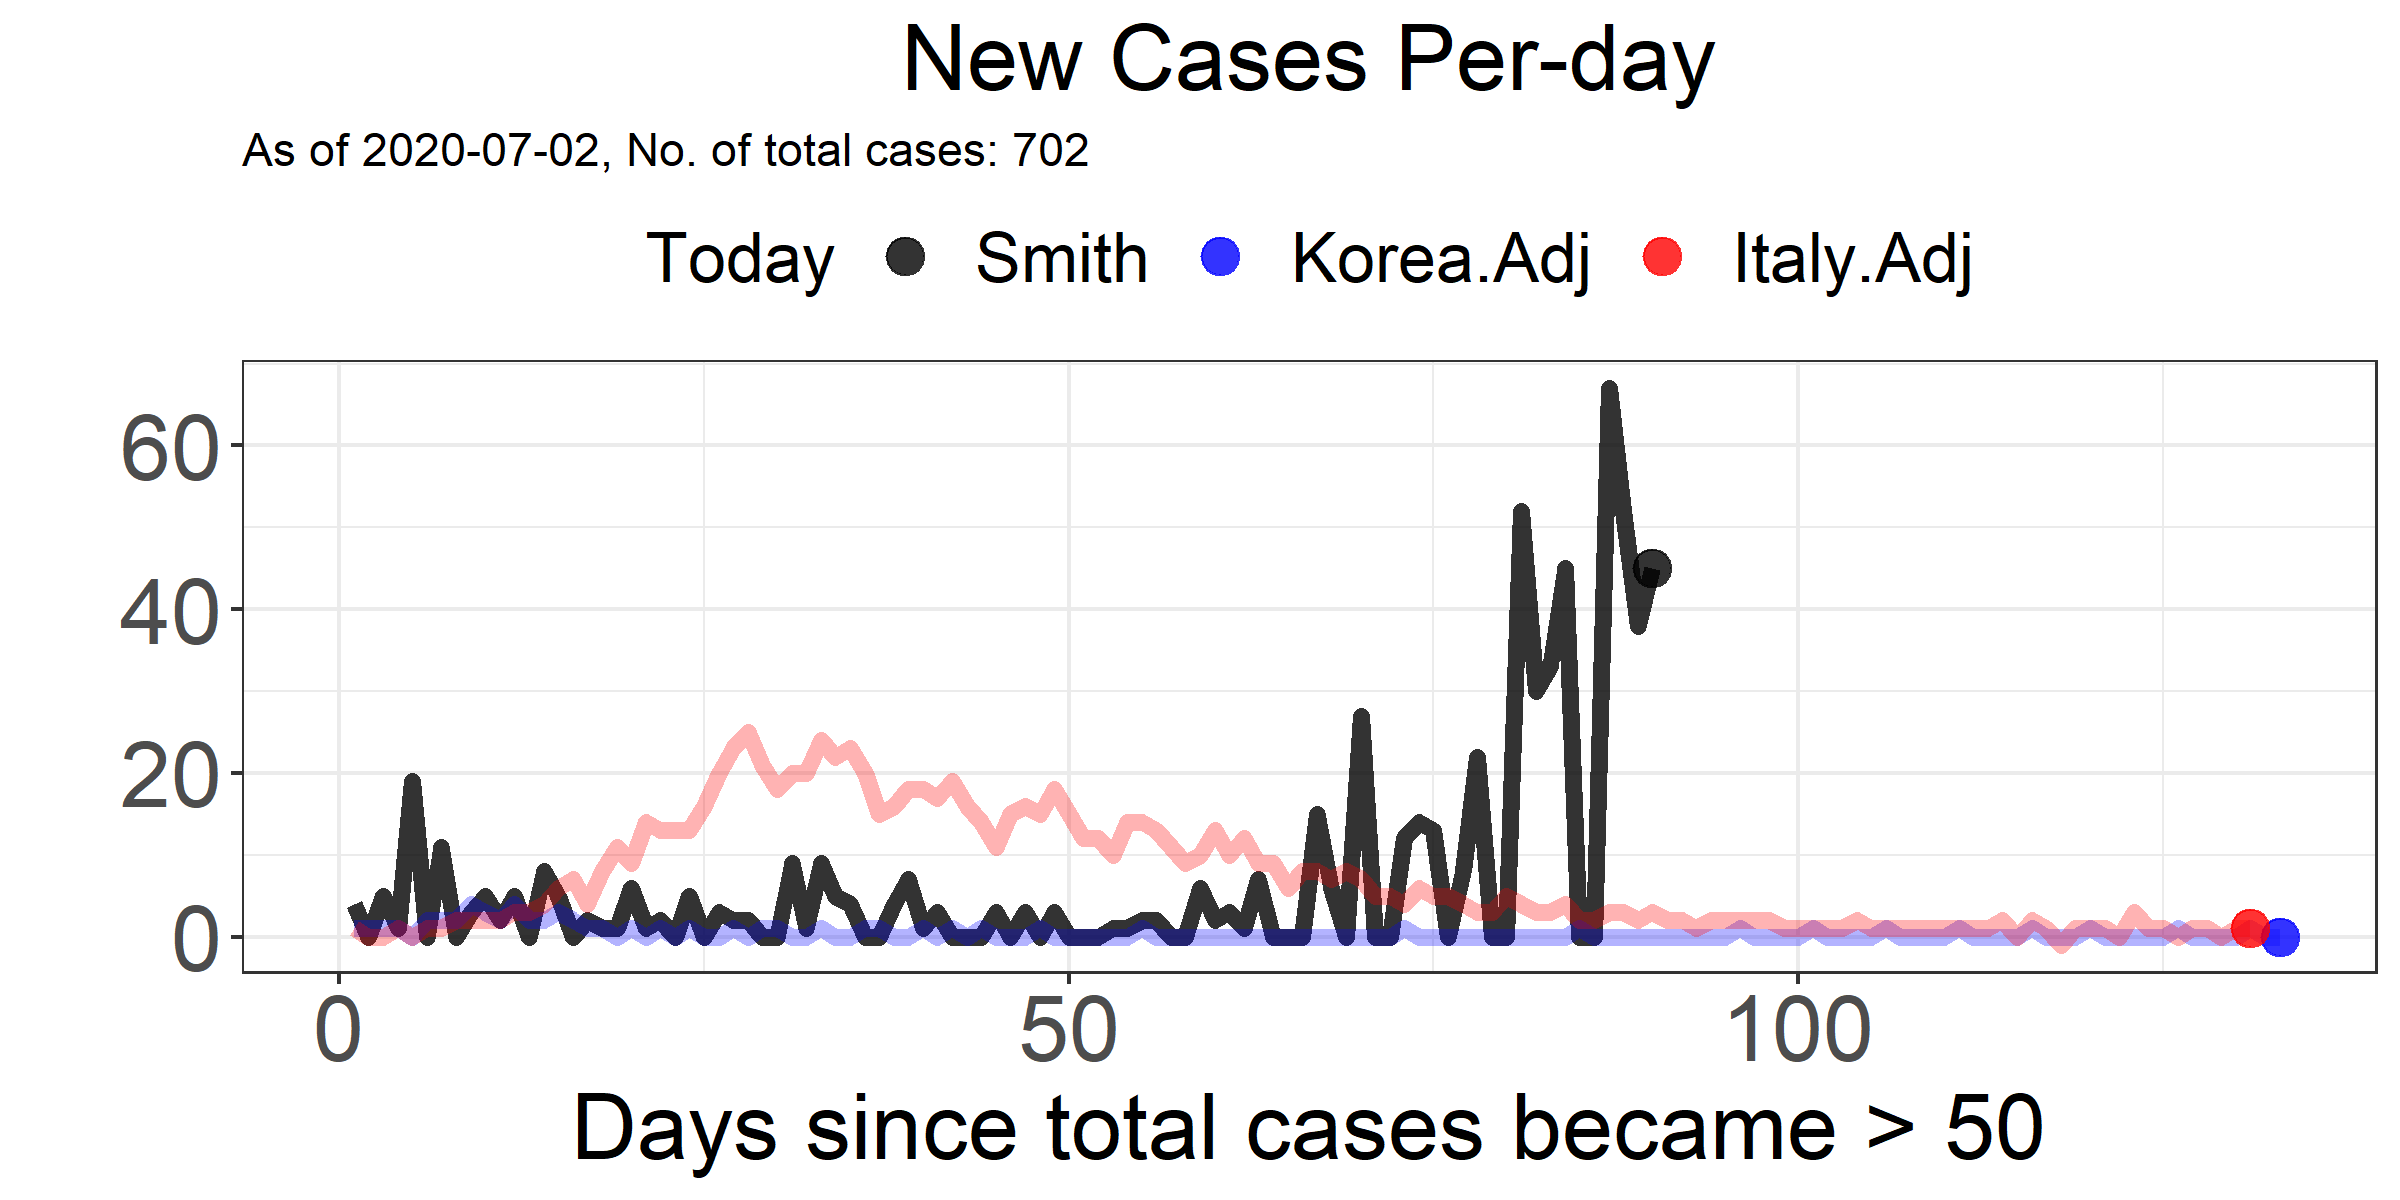 New Cases Per-day
As of 2020-07-02, No. of total cases: 702
Today Smith Korea.Adj Italy.Adj
60
40
20
0
0 50 100
Days since total cases became > 50